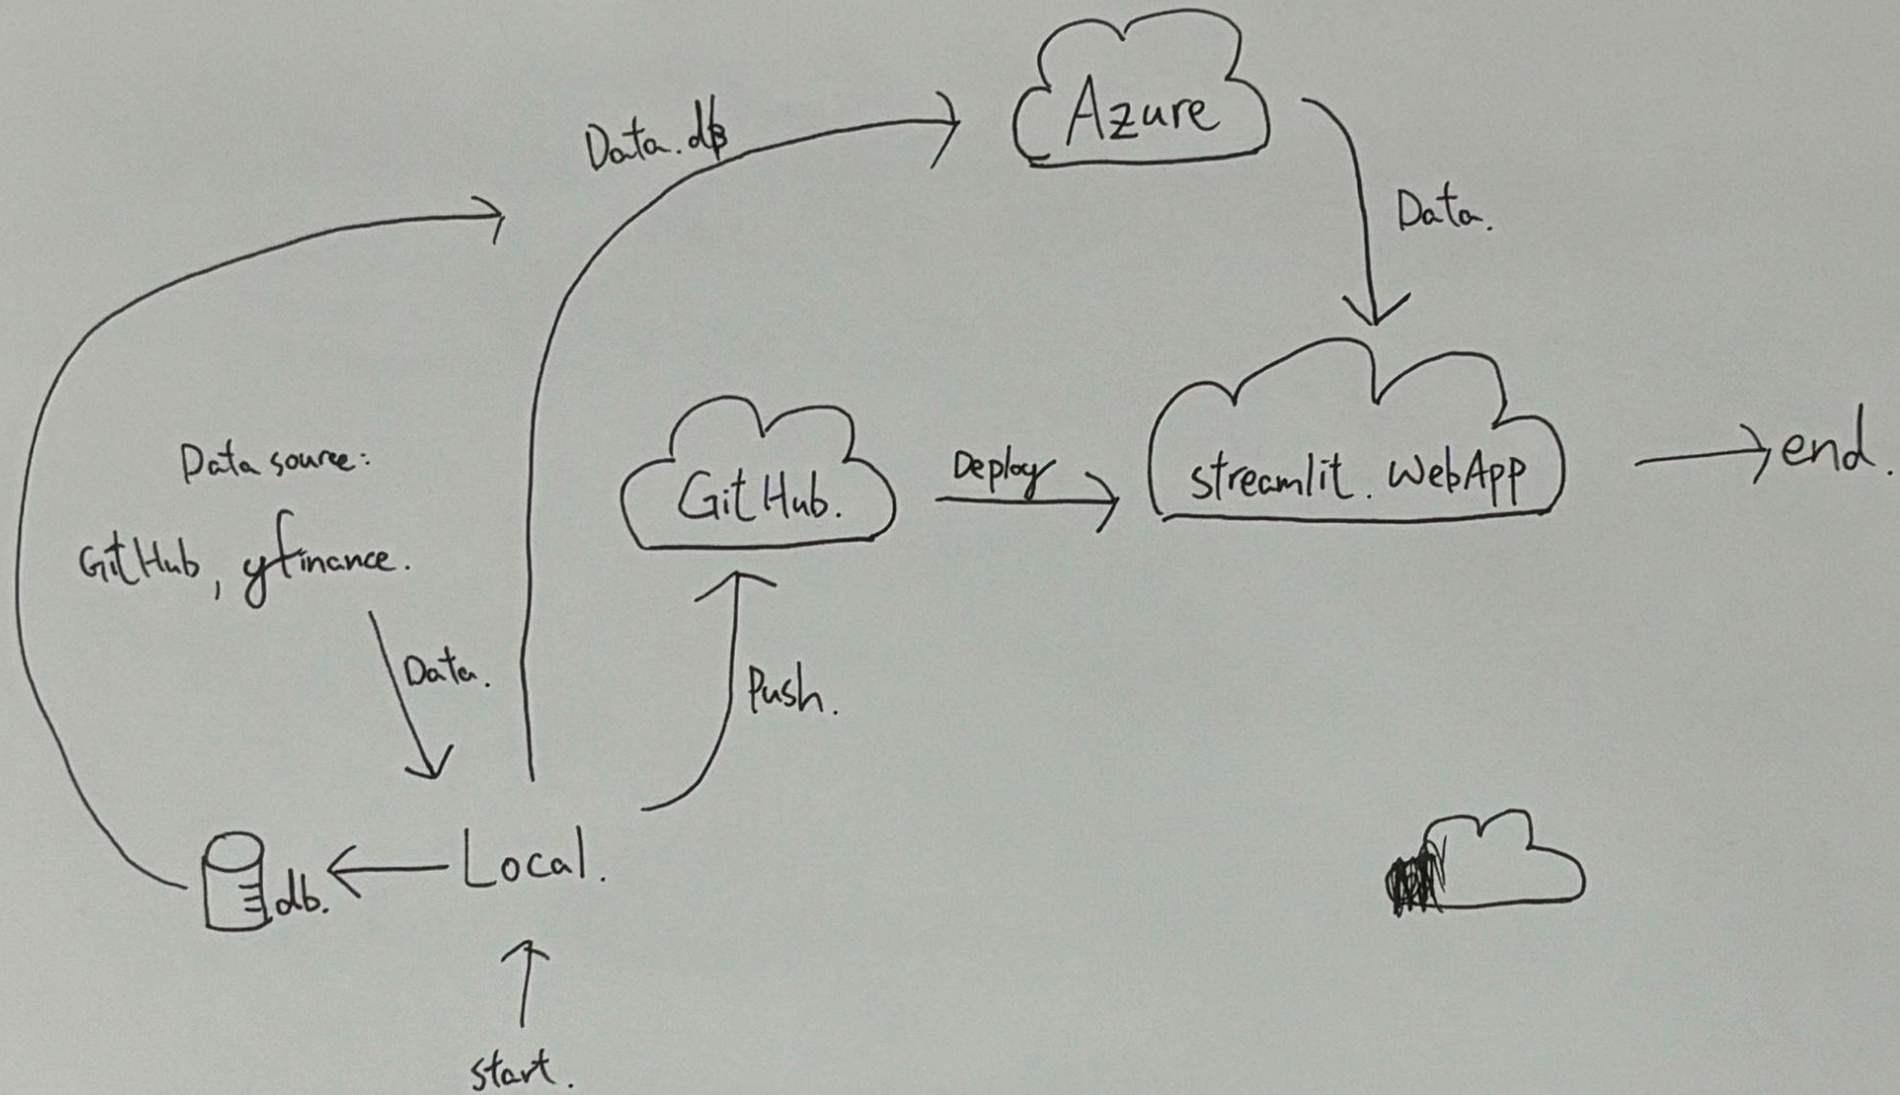 Azure
Data.db
Data.
Data source:
GitHub, yfinance.
GitHub.
Deploy
streamlit. WebApp
end.
Data.
Push.
Local.
db.
start.